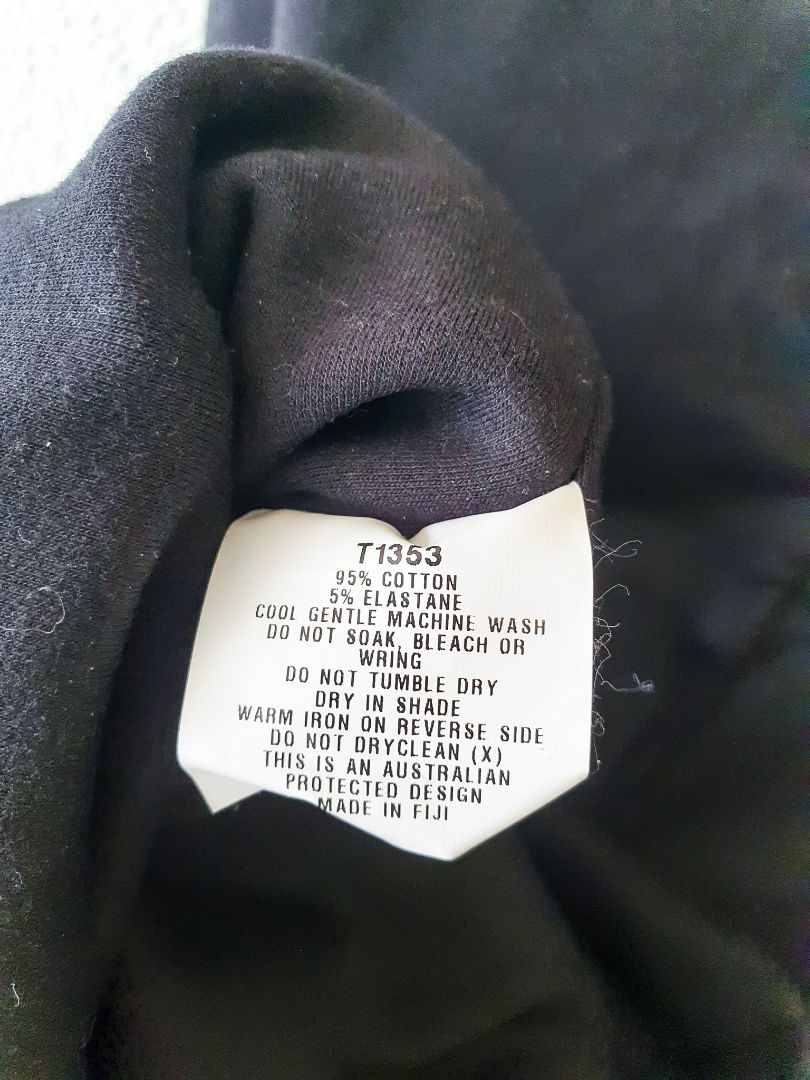 T1353
95% COTTON
5% ELASTANE
COOL GENTLE MACHINE WASH
DO NOT SOAK, BLEACH OR
WRING
DO NOT TUMBLE DRY
DRY IN SHADE
WARM IRON ON REVERSE SIDE
DO NOT DRYCLEAN (X)
THIS IS AN AUSTRALIAN
PROTECTED DESIGN
MADE IN FIJI